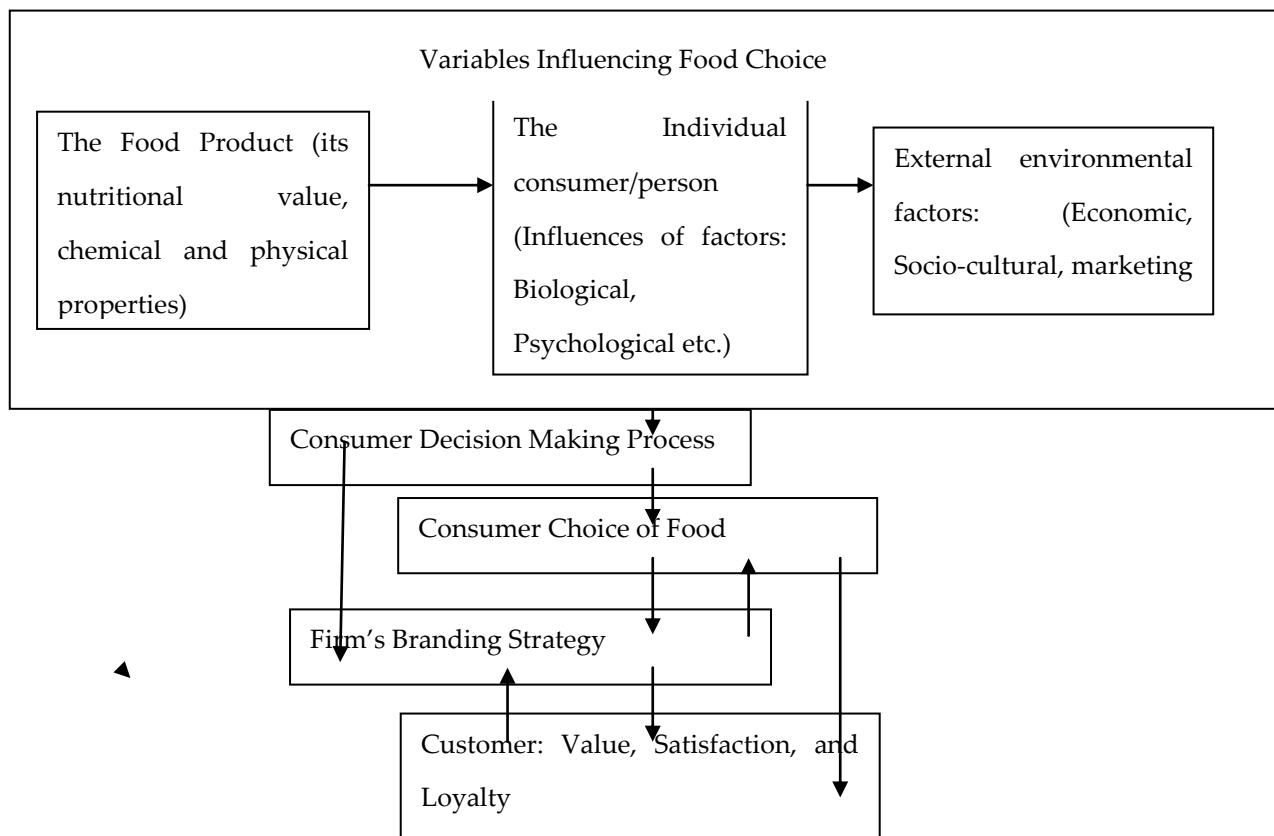 Variables Influencing Food Choice
The Food Product (its
nutritional value,
chemical and physical
properties)
The Individual
consumer/person
(Influences of factors:
Biological,
Psychological etc.)
External environmental
factors: (Economic,
Socio-cultural, marketing
Consumer Decision Making Process
Consumer Choice of Food
Firm’s Branding Strategy
Customer: Value, Satisfaction, and
Loyalty